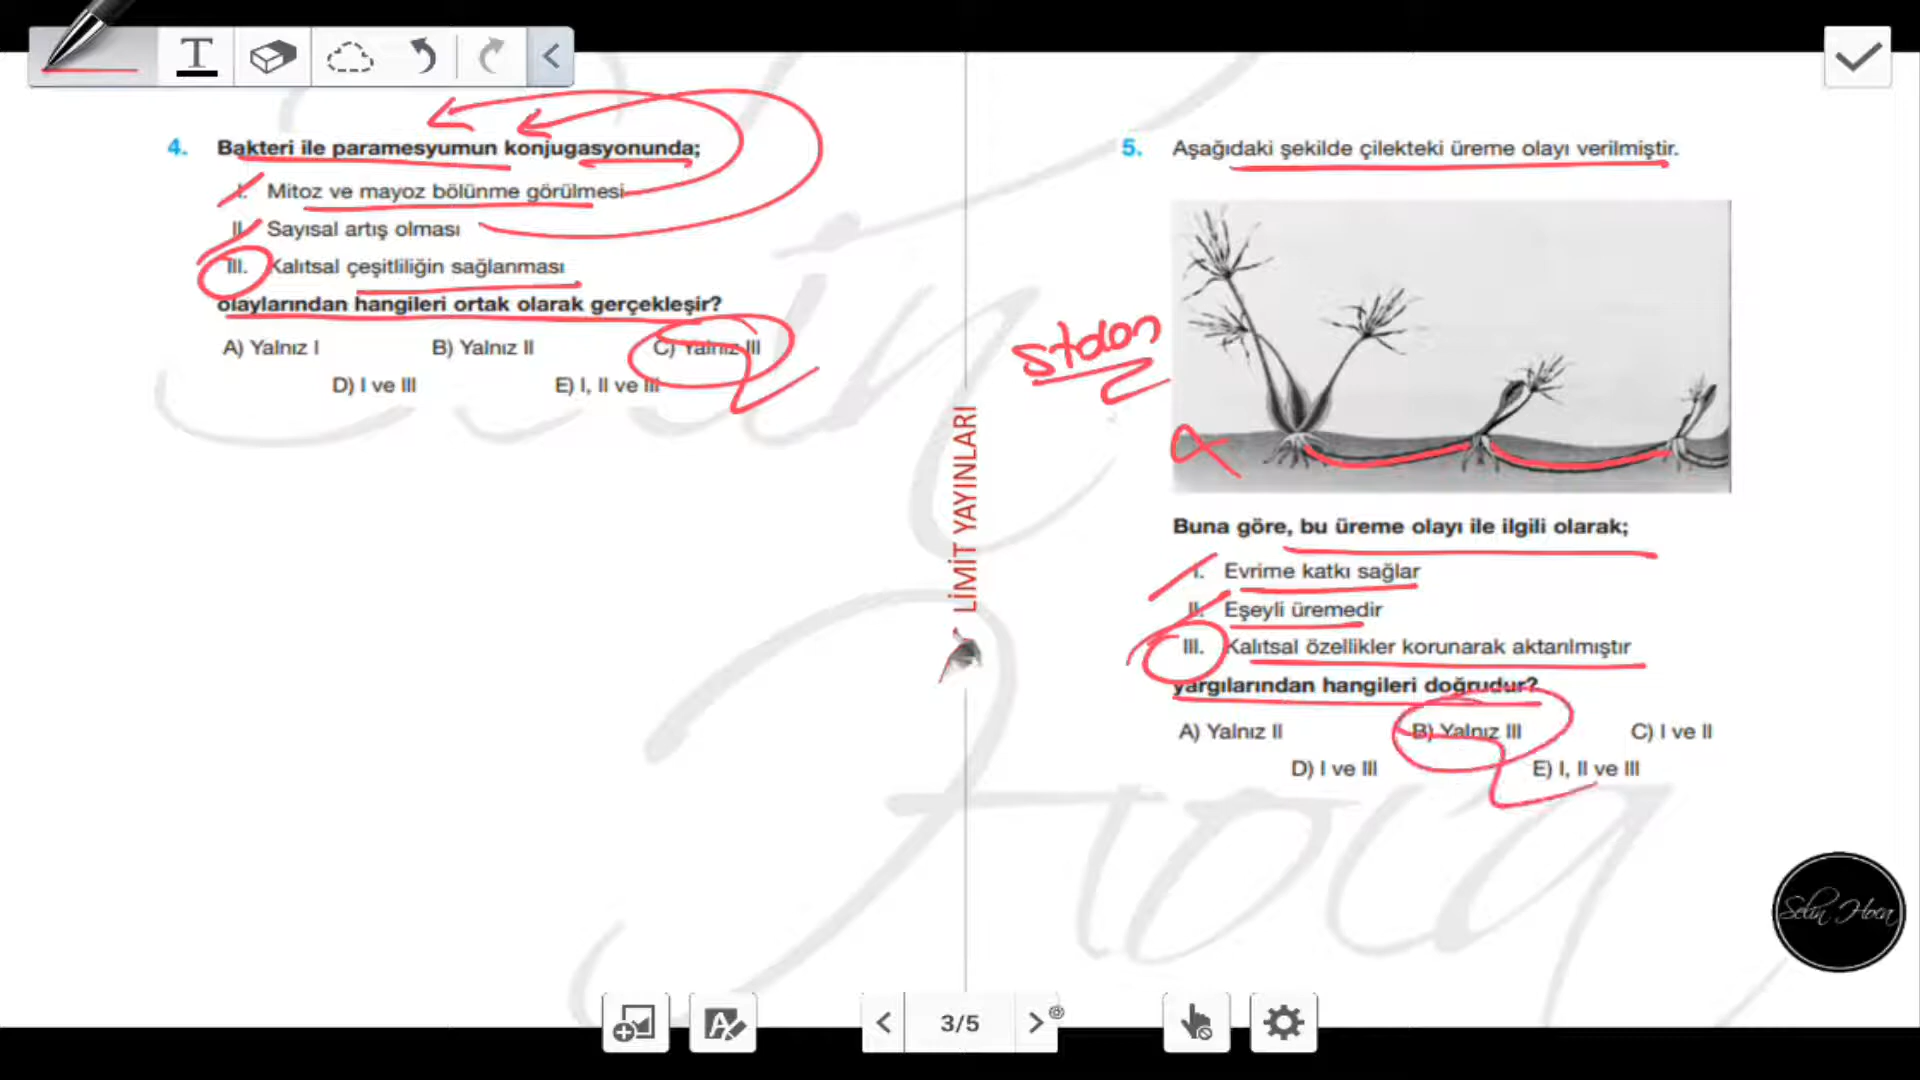 T
4. Bakteri ile paramesyumun konjugasyonunda;
I. Mitoz ve mayoz bölünme görülmesi
II. Sayısal artış olması
III. Kalıtsal çeşitliliğin sağlanması
olaylarından hangileri ortak olarak gerçekleşir?
A) Yalnız I B) Yalnız II C) Yalnız III
D) I ve III E) I, II ve III
LİMİT YAYINLARI
5. Aşağıdaki şekilde çilekteki üreme olayı verilmiştir.
stolon
Buna göre, bu üreme olayı ile ilgili olarak;
I. Evrime katkı sağlar
II. Eşeyli üremedir
III. Kalıtsal özellikler korunarak aktarılmıştır
yargılarından hangileri doğrudur?
A) Yalnız II B) Yalnız III C) I ve II
D) I ve III E) I, II ve III
Selin Hoca
A
3/5